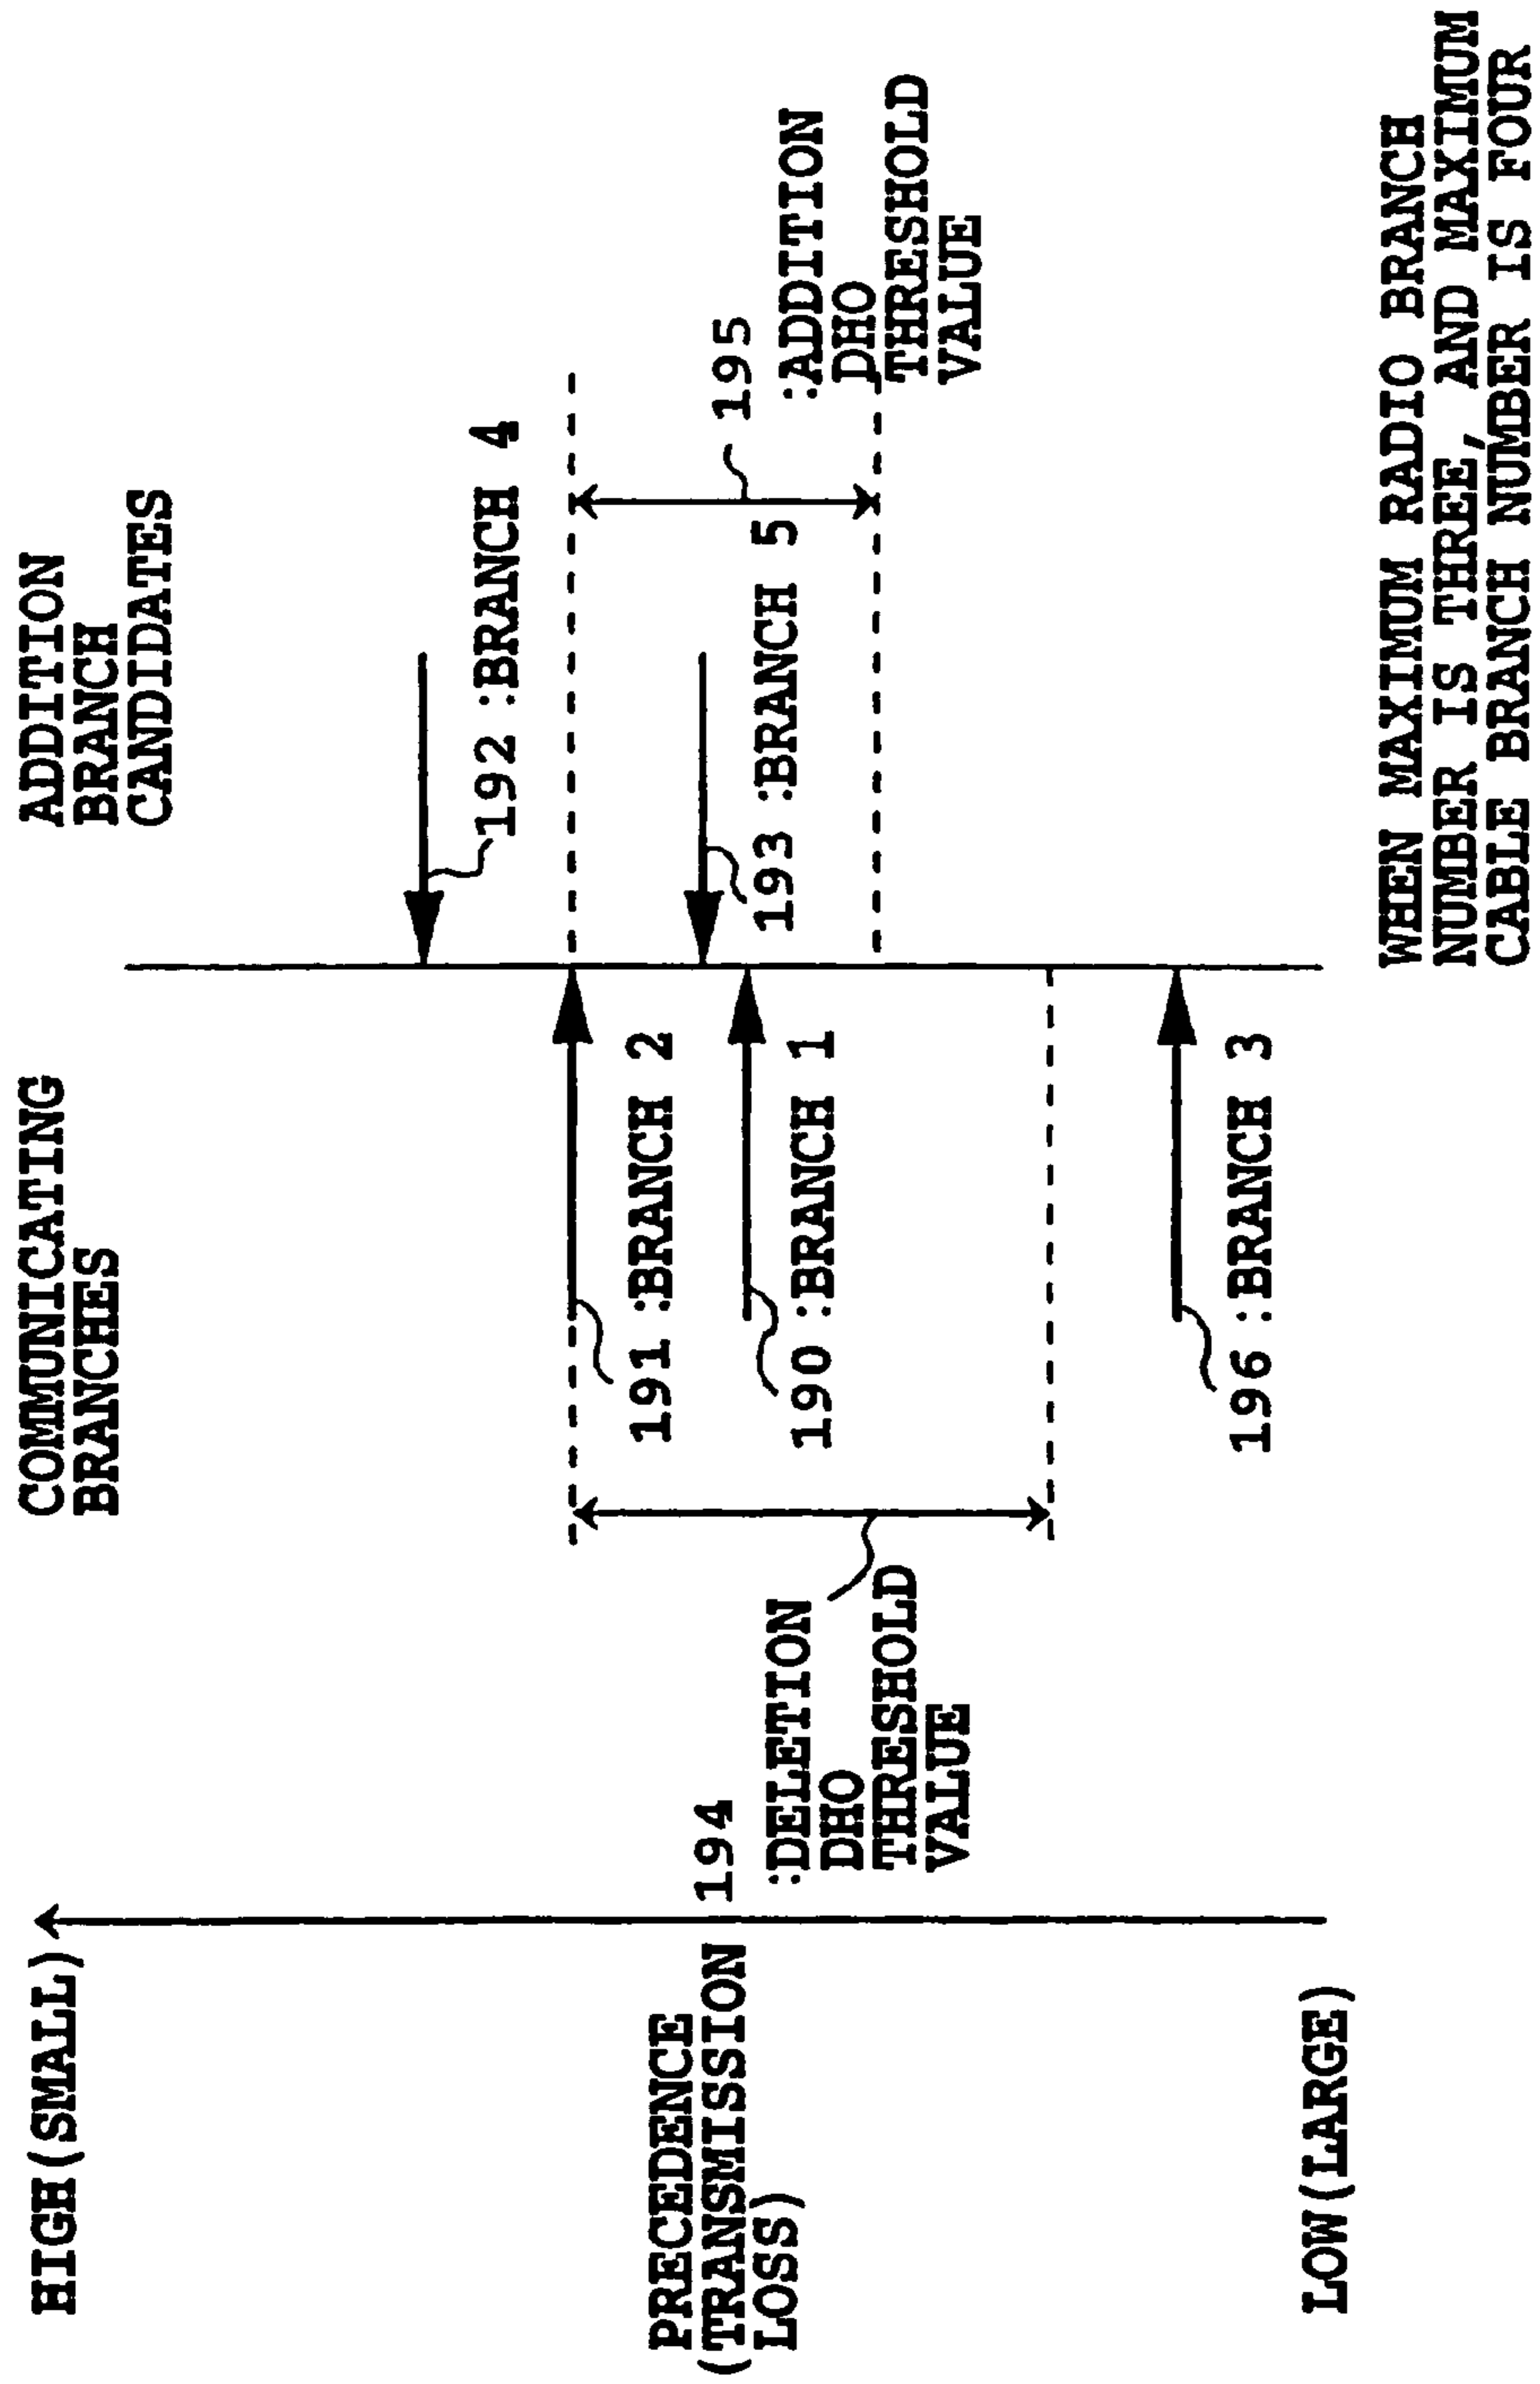 HIGH(SMALL)
PRECEDENCE
(TRANSMISSION
LOSS)
LOW(LARGE)
COMMUNICATING
BRANCHES
194
:DELETION
DHO
THRESHOLD
VALUE
191 :BRANCH 2
190 :BRANCH 1
196 :BRANCH 3
ADDITION
BRANCH
CANDIDATES
192 :BRANCH 4
193 :BRANCH 5
195
:ADDITION
DHO
THRESHOLD
VALUE
WHEN MAXIMUM RADIO BRANCH
NUMBER IS THREE, AND MAXIMUM
CABLE BRANCH NUMBER IS FOUR